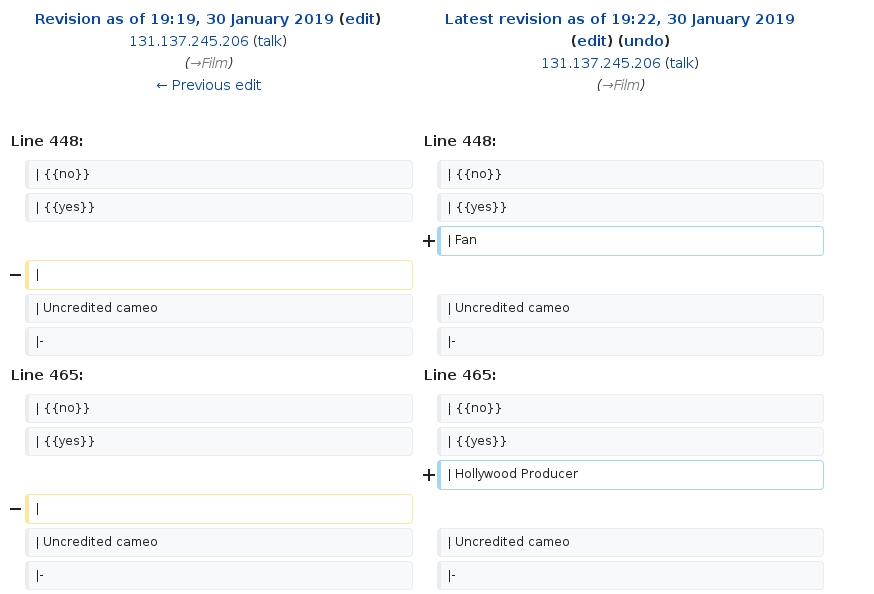 Revision as of 19:19, 30 January 2019 (edit)
131.137.245.206 (talk)
(→Film)
← Previous edit
Latest revision as of 19:22, 30 January 2019
(edit) (undo)
131.137.245.206 (talk)
(→Film)
Line 448:
Line 448:
| {{no}}
| {{no}}
| {{yes}}
| {{yes}}
+ | Fan
− |
| Uncredited cameo
| Uncredited cameo
|-
|-
Line 465:
Line 465:
| {{no}}
| {{no}}
| {{yes}}
| {{yes}}
+ | Hollywood Producer
− |
| Uncredited cameo
| Uncredited cameo
|-
|-